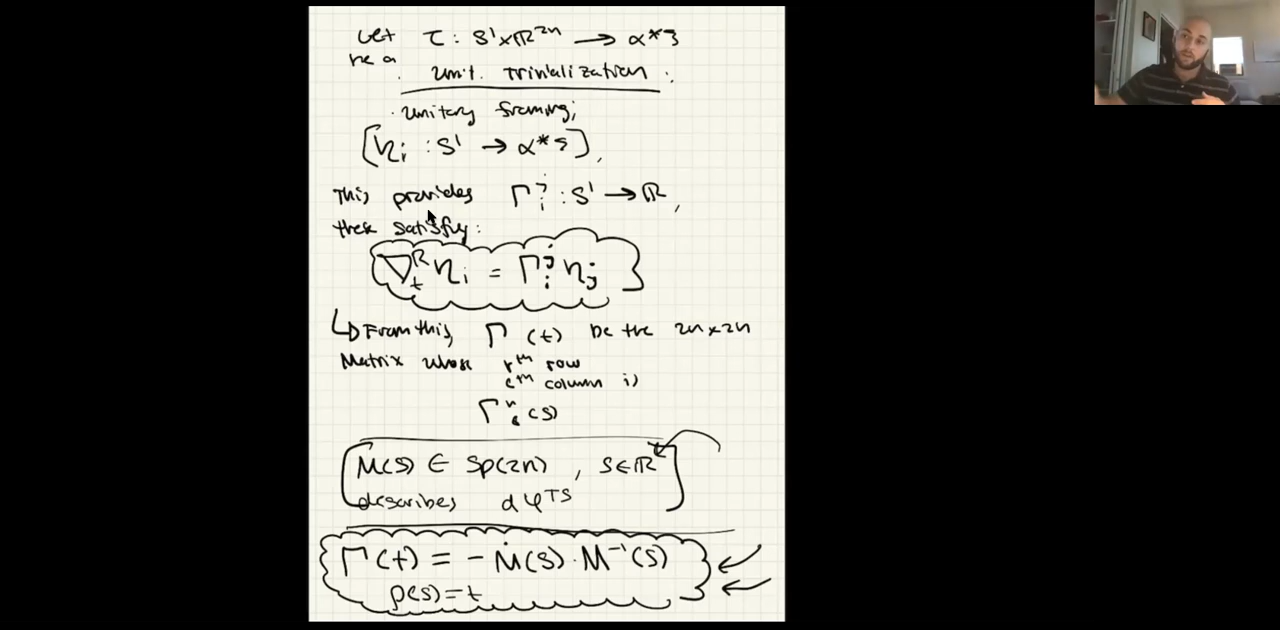 Let τ : S¹×ℝ²ⁿ → α*ξ
be a unit. trivialization :
unitary framing;
[ηᵢ : S¹ → α*ξ],
This provides Γᵢʲ : S¹ → ℝ,
these satisfy:
∇ₜᴿ ηᵢ = Γᵢʲ ηⱼ
↳ From this, Γ(t) be the 2n×2n
Matrix whose rᵗʰ row
cᵗʰ column is
(s)
M(s) ∈ Sp(2n), s∈ℝ
describes dφᵀˢ
Γ(t) = - Ṁ(s)·M⁻¹(s)
p(s)=t